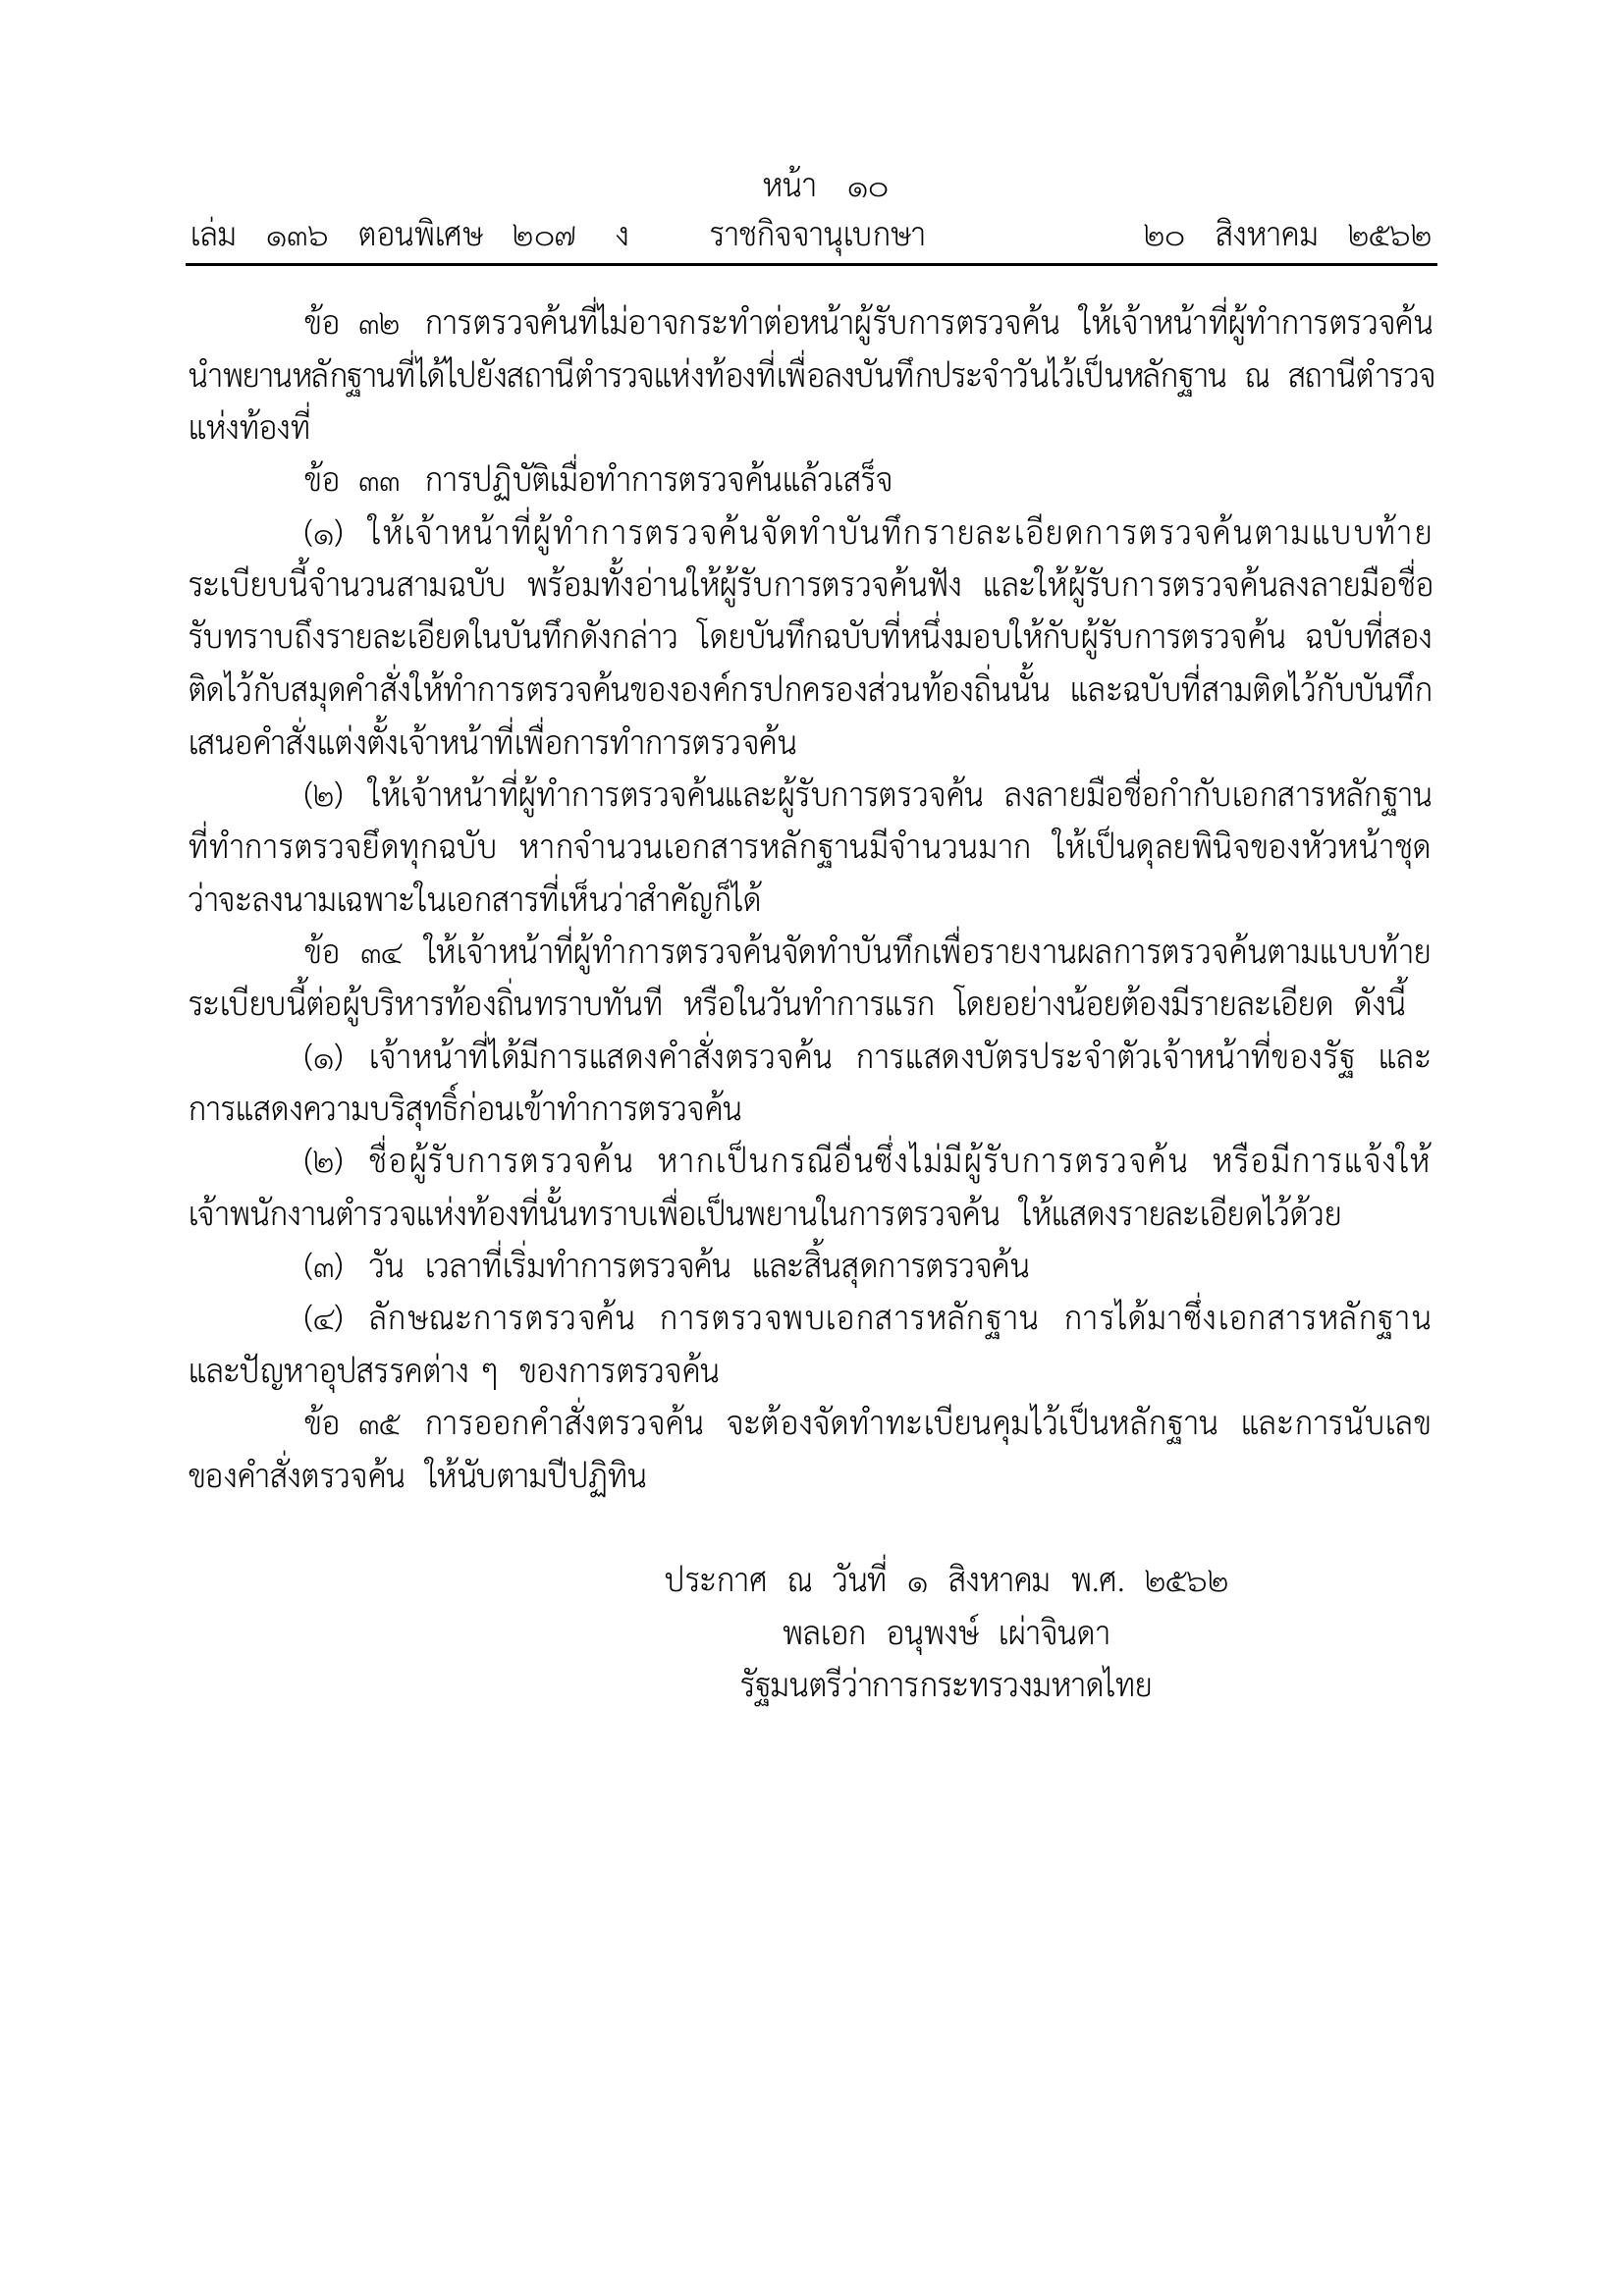 หน้า ๑๐
เล่ม ๑๓๖ ตอนพิเศษ ๒๐๗ ง ราชกิจจานุเบกษา ๒๐ สิงหาคม ๒๕๖๒
ข้อ ๓๒ การตรวจค้นที่ไม่อาจกระทำต่อหน้าผู้รับการตรวจค้น ให้เจ้าหน้าที่ผู้ทำการตรวจค้น
นำพยานหลักฐานที่ได้ไปยังสถานีตำรวจแห่งท้องที่เพื่อลงบันทึกประจำวันไว้เป็นหลักฐาน ณ สถานีตำรวจ
แห่งท้องที่
ข้อ ๓๓ การปฏิบัติเมื่อทำการตรวจค้นแล้วเสร็จ
(๑) ให้เจ้าหน้าที่ผู้ทำการตรวจค้นจัดทำบันทึกรายละเอียดการตรวจค้นตามแบบท้าย
ระเบียบนี้จำนวนสามฉบับ พร้อมทั้งอ่านให้ผู้รับการตรวจค้นฟัง และให้ผู้รับการตรวจค้นลงลายมือชื่อ
รับทราบถึงรายละเอียดในบันทึกดังกล่าว โดยบันทึกฉบับที่หนึ่งมอบให้กับผู้รับการตรวจค้น ฉบับที่สอง
ติดไว้กับสมุดคำสั่งให้ทำการตรวจค้นขององค์กรปกครองส่วนท้องถิ่นนั้น และฉบับที่สามติดไว้กับบันทึก
เสนอคำสั่งแต่งตั้งเจ้าหน้าที่เพื่อการทำการตรวจค้น
(๒) ให้เจ้าหน้าที่ผู้ทำการตรวจค้นและผู้รับการตรวจค้น ลงลายมือชื่อกำกับเอกสารหลักฐาน
ที่ทำการตรวจยึดทุกฉบับ หากจำนวนเอกสารหลักฐานมีจำนวนมาก ให้เป็นดุลยพินิจของหัวหน้าชุด
ว่าจะลงนามเฉพาะในเอกสารที่เห็นว่าสำคัญก็ได้
ข้อ ๓๔ ให้เจ้าหน้าที่ผู้ทำการตรวจค้นจัดทำบันทึกเพื่อรายงานผลการตรวจค้นตามแบบท้าย
ระเบียบนี้ต่อผู้บริหารท้องถิ่นทราบทันที หรือในวันทำการแรก โดยอย่างน้อยต้องมีรายละเอียด ดังนี้
(๑) เจ้าหน้าที่ได้มีการแสดงคำสั่งตรวจค้น การแสดงบัตรประจำตัวเจ้าหน้าที่ของรัฐ และ
การแสดงความบริสุทธิ์ก่อนเข้าทำการตรวจค้น
(๒) ชื่อผู้รับการตรวจค้น หากเป็นกรณีอื่นซึ่งไม่มีผู้รับการตรวจค้น หรือมีการแจ้งให้
เจ้าพนักงานตำรวจแห่งท้องที่นั้นทราบเพื่อเป็นพยานในการตรวจค้น ให้แสดงรายละเอียดไว้ด้วย
(๓) วัน เวลาที่เริ่มทำการตรวจค้น และสิ้นสุดการตรวจค้น
(๔) ลักษณะการตรวจค้น การตรวจพบเอกสารหลักฐาน การได้มาซึ่งเอกสารหลักฐาน
และปัญหาอุปสรรคต่าง ๆ ของการตรวจค้น
ข้อ ๓๕ การออกคำสั่งตรวจค้น จะต้องจัดทำทะเบียนคุมไว้เป็นหลักฐาน และการนับเลข
ของคำสั่งตรวจค้น ให้นับตามปีปฏิทิน
ประกาศ ณ วันที่ ๑ สิงหาคม พ.ศ. ๒๕๖๒
พลเอก อนุพงษ์ เผ่าจินดา
รัฐมนตรีว่าการกระทรวงมหาดไทย